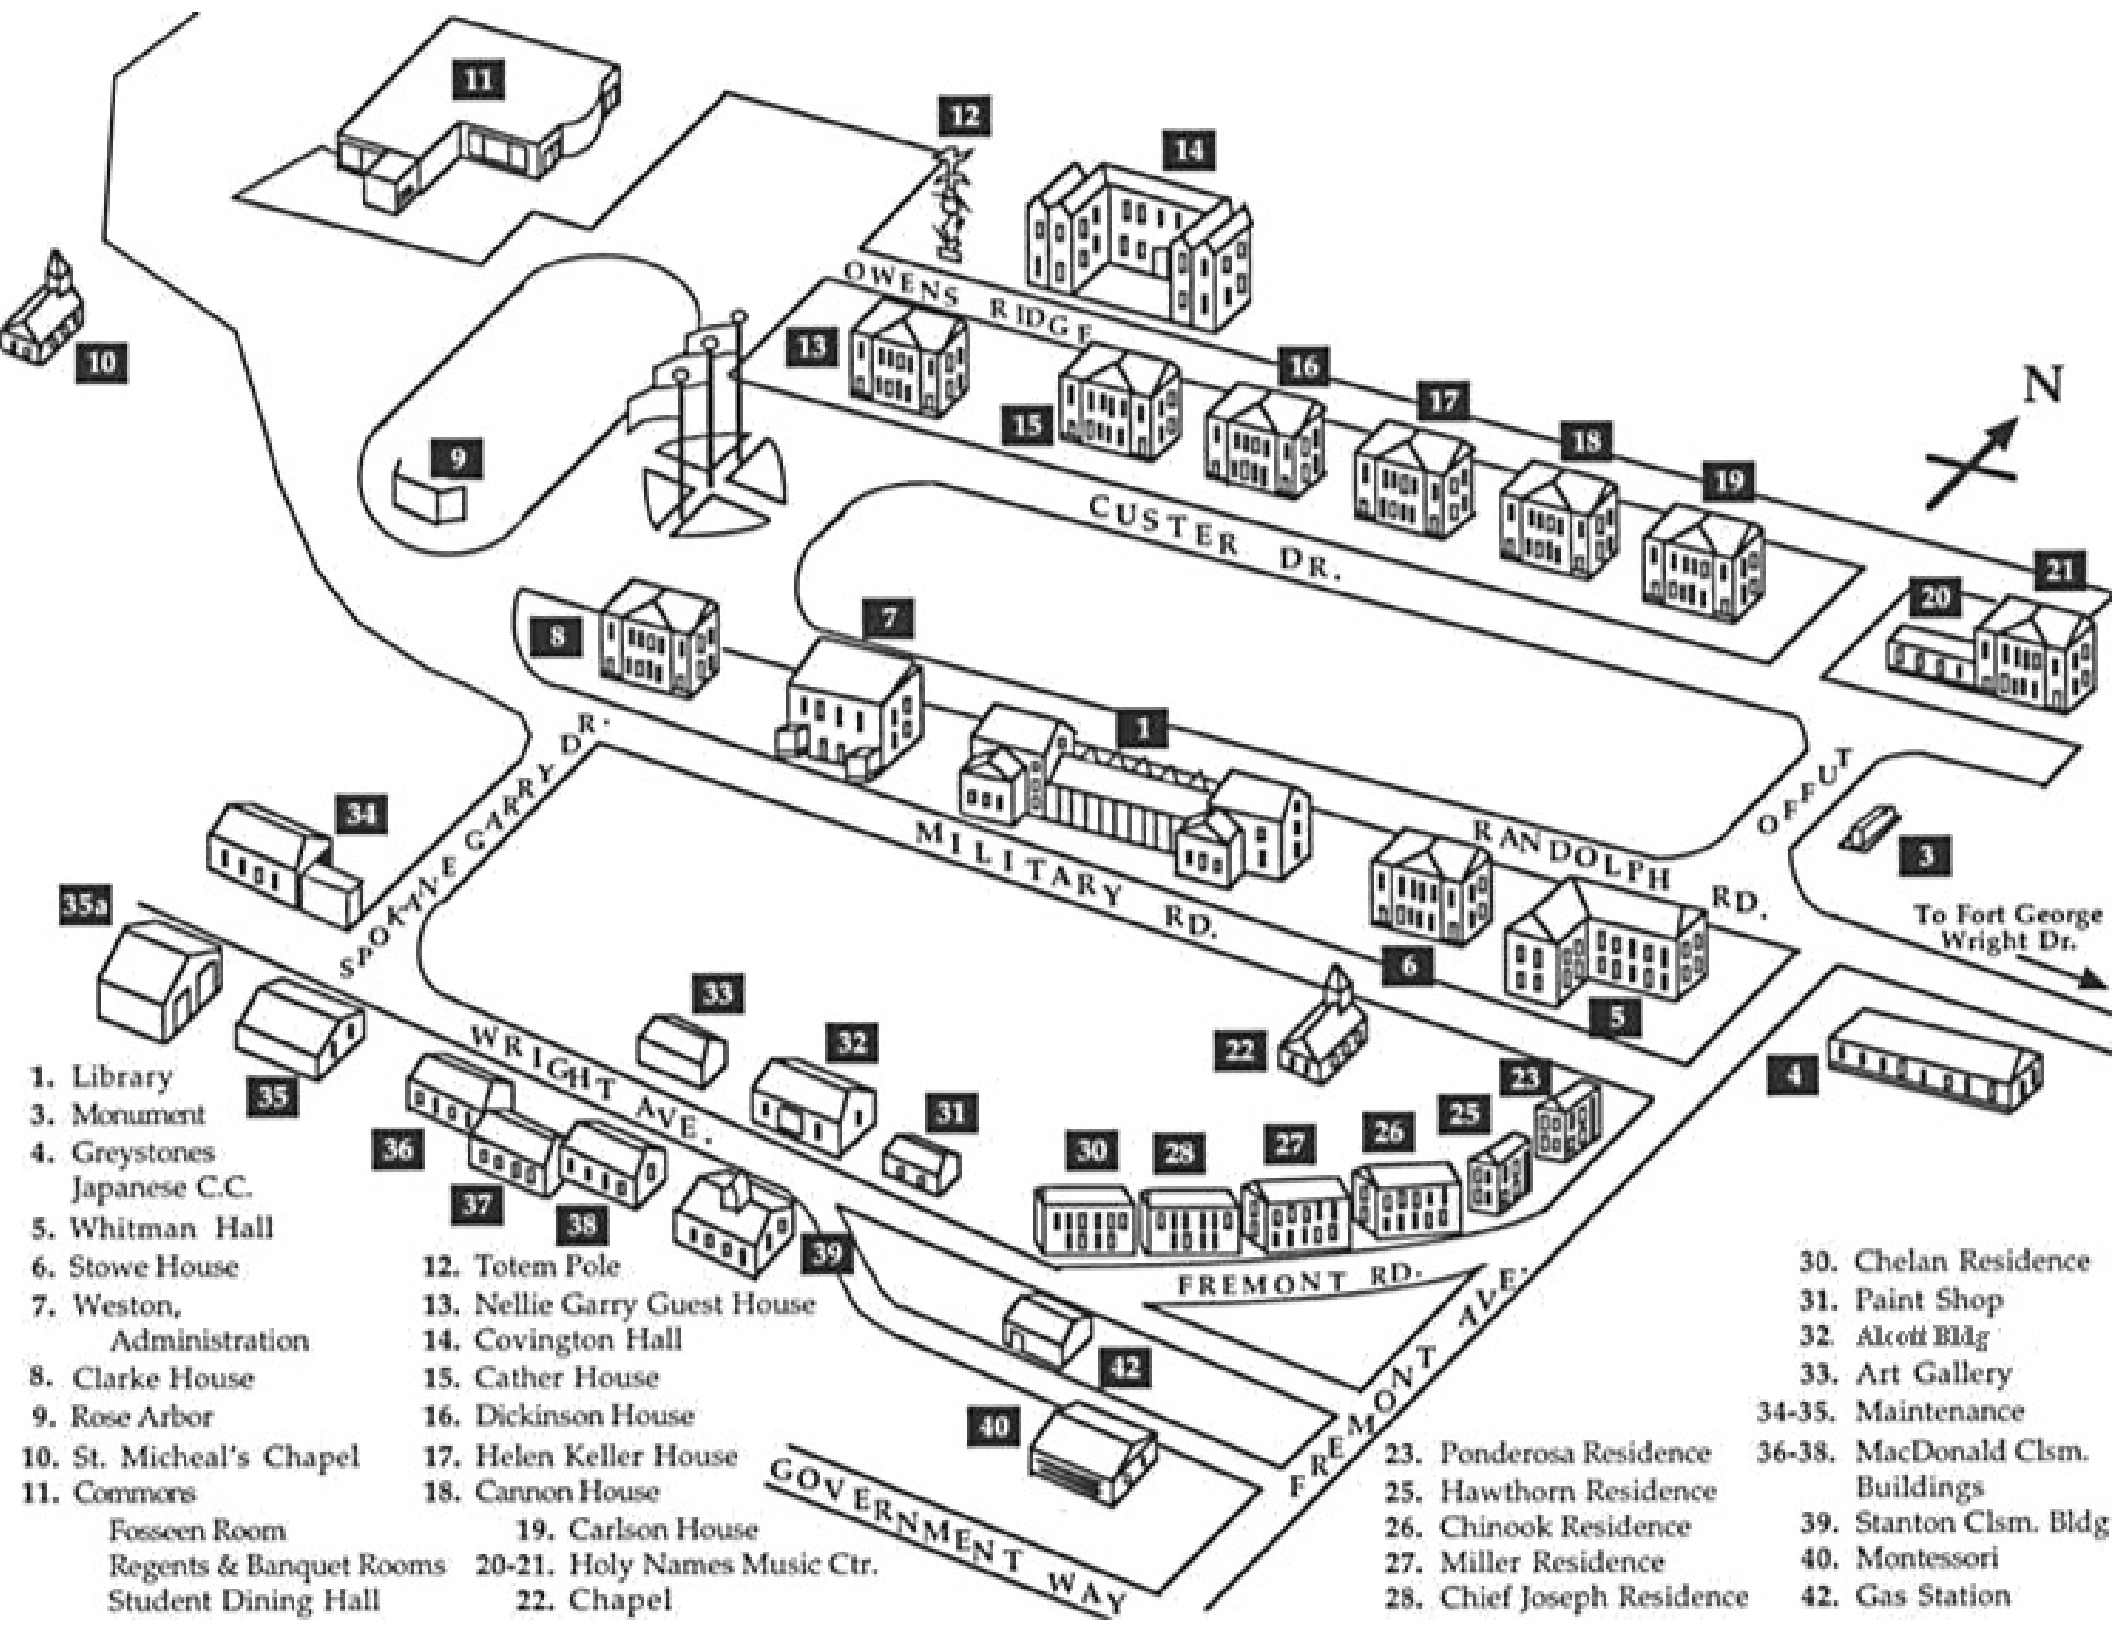 11
12
14
10
OWENS RIDGE
13
16
15
17
N
9
18
19
CUSTER DR.
21
20
8
7
1
SPOKANE GARRY DR.
OFFUT
34
MILITARY RD.
RANDOLPH RD.
3
35a
To Fort George
Wright Dr.
6
33
5
WRIGHT AVE.
32
22
23
4
35
31
25
36
30
28
27
26
37
38
39
FREMONT RD.
42
40
FREMONT AVE.
GOVERNMENT WAY
1. Library
3. Monument
4. Greystones
Japanese C.C.
5. Whitman Hall
6. Stowe House
7. Weston,
Administration
8. Clarke House
9. Rose Arbor
10. St. Micheal's Chapel
11. Commons
Fosseen Room
Regents & Banquet Rooms
Student Dining Hall
12. Totem Pole
13. Nellie Garry Guest House
14. Covington Hall
15. Cather House
16. Dickinson House
17. Helen Keller House
18. Cannon House
19. Carlson House
20-21. Holy Names Music Ctr.
22. Chapel
23. Ponderosa Residence
25. Hawthorn Residence
26. Chinook Residence
27. Miller Residence
28. Chief Joseph Residence
30. Chelan Residence
31. Paint Shop
32 Alcott Bldg
33. Art Gallery
34-35. Maintenance
36-38. MacDonald Clsm.
Buildings
39. Stanton Clsm. Bldg
40. Montessori
42. Gas Station